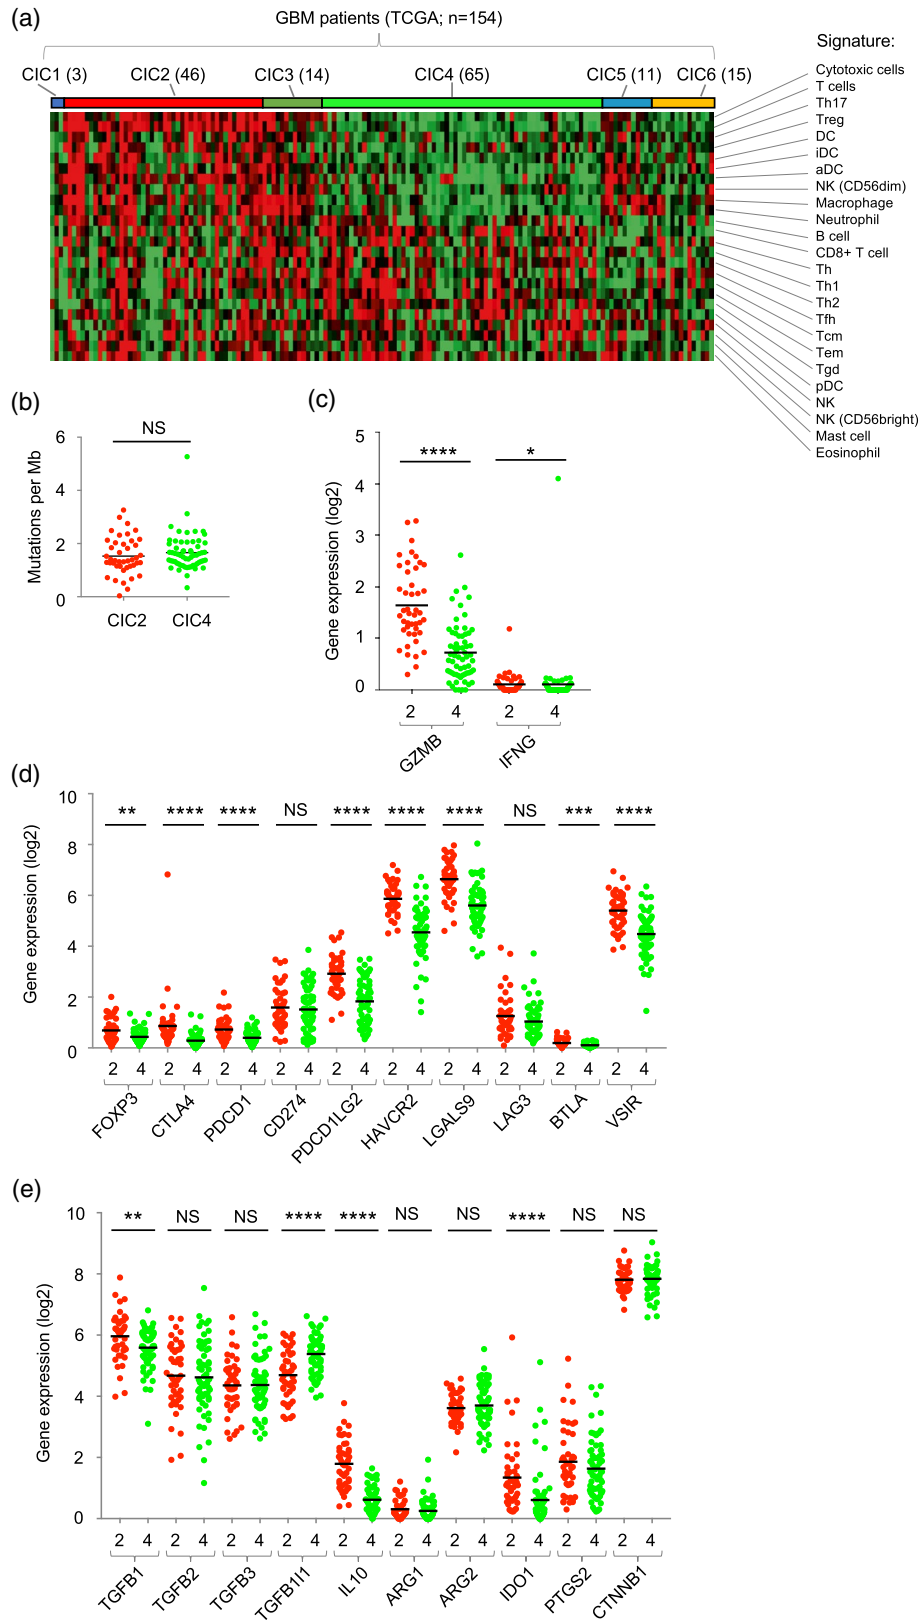 (a)
GBM patients (TCGA; n=154)
Signature:
CIC1 (3) CIC2 (46) CIC3 (14) CIC4 (65) CIC5 (11) CIC6 (15)
Cytotoxic cells
T cells
Th17
Treg
DC
iDC
aDC
NK (CD56dim)
Macrophage
Neutrophil
B cell
CD8+ T cell
Th
Th1
Th2
Tfh
Tcm
Tem
Tgd
pDC
NK
NK (CD56bright)
Mast cell
Eosinophil
(b)
Mutations per Mb
6
4
2
0
NS
CIC2 CIC4
(c)
Gene expression (log2)
5
4
3
2
1
0
**** *
2 4 2 4
GZMB IFNG
(d)
Gene expression (log2)
10
8
6
4
2
0
** **** **** NS **** **** **** NS *** ****
2 4 2 4 2 4 2 4 2 4 2 4 2 4 2 4 2 4 2 4
FOXP3 CTLA4 PDCD1 CD274 PDCD1LG2 HAVCR2 LGALS9 LAG3 BTLA VSIR
(e)
Gene expression (log2)
10
8
6
4
2
0
** NS NS **** **** NS NS **** NS NS
2 4 2 4 2 4 2 4 2 4 2 4 2 4 2 4 2 4 2 4
TGFB1 TGFB2 TGFB3 TGFB1I1 IL10 ARG1 ARG2 IDO1 PTGS2 CTNNB1